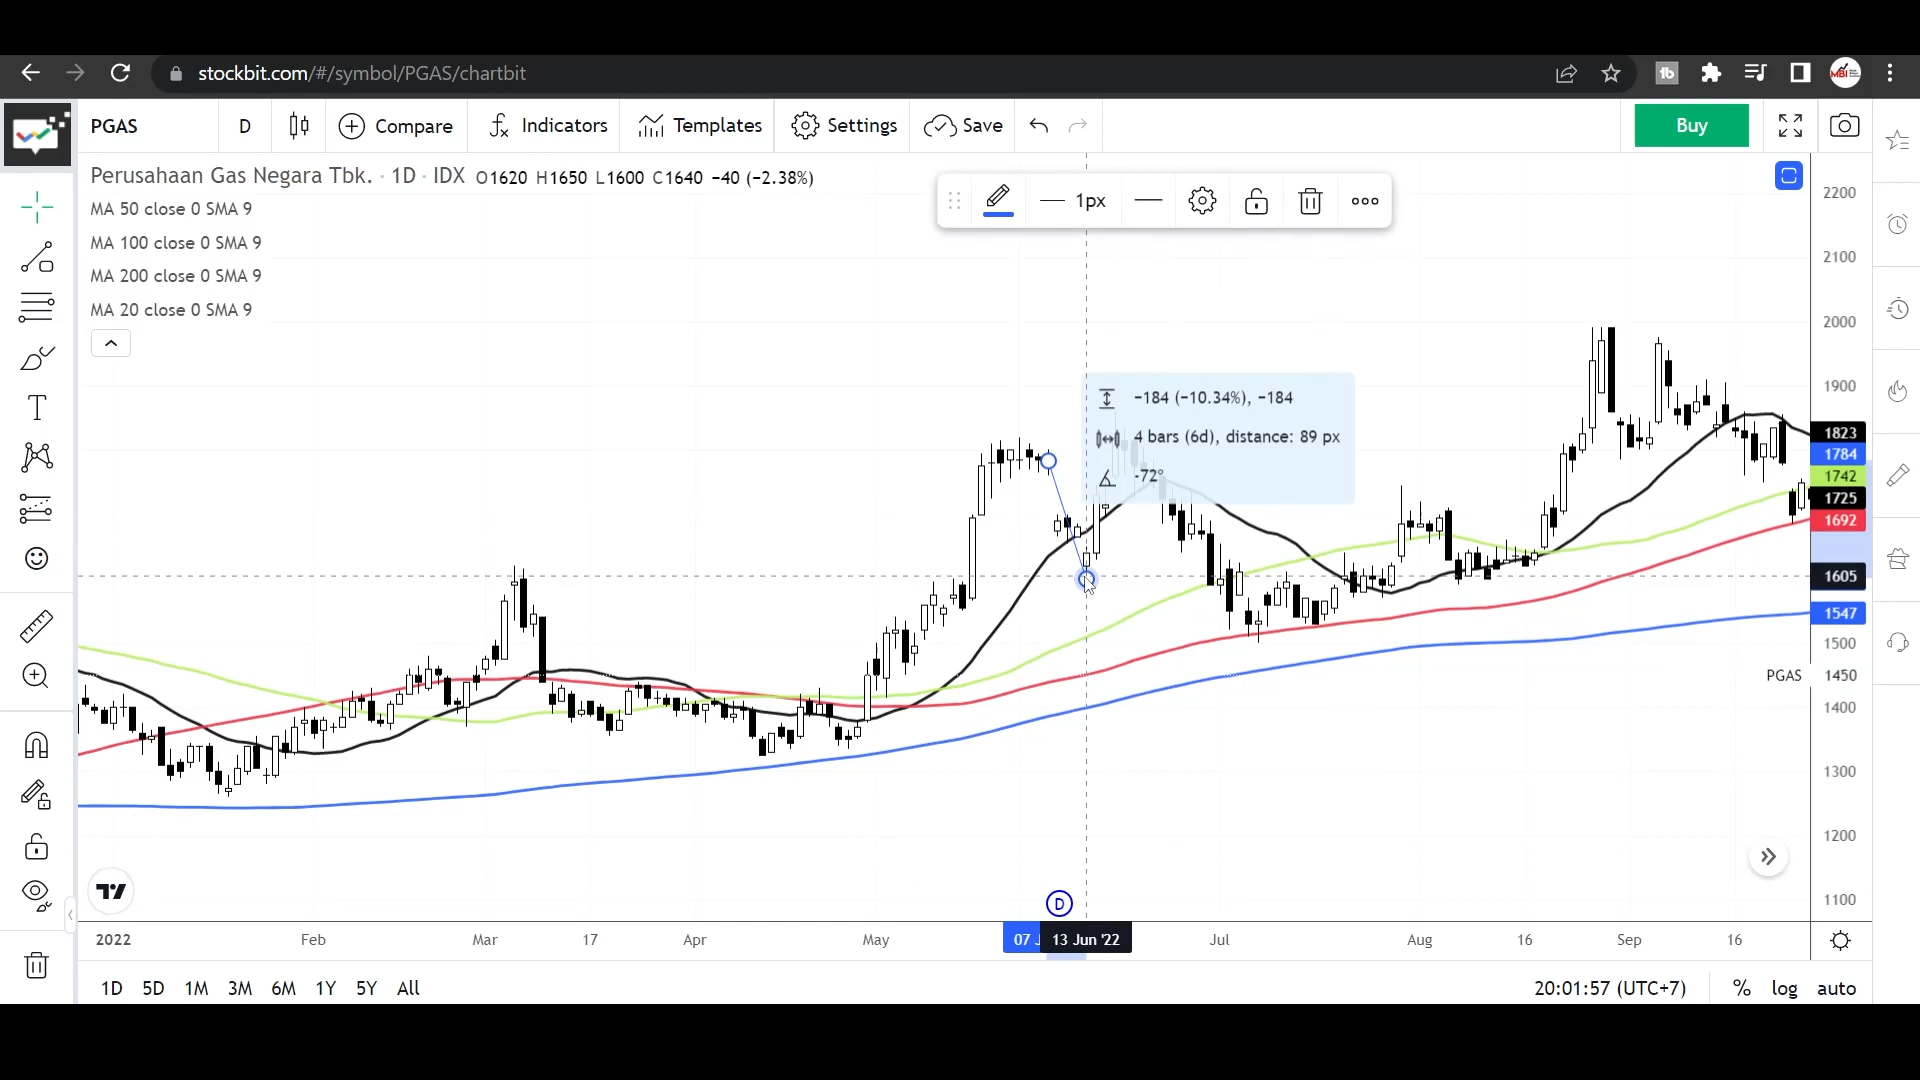 stockbit.com/#/symbol/PGAS/chartbit
PGAS D Compare Indicators Templates Settings Save Buy
Perusahaan Gas Negara Tbk. · 1D · IDX O1620 H1650 L1600 C1640 −40 (−2.38%)
MA 50 close 0 SMA 9
MA 100 close 0 SMA 9
MA 200 close 0 SMA 9
MA 20 close 0 SMA 9
1px
−184 (−10.34%), −184
4 bars (6d), distance: 89 px
-72°
2200
2100
2000
1900
1823
1784
1742
1725
1692
1605
1547
1500
PGAS 1450
1400
1300
1200
1100
D
2022 Feb Mar 17 Apr May 07 J 13 Jun '22 Jul Aug 16 Sep 16
1D 5D 1M 3M 6M 1Y 5Y All 20:01:57 (UTC+7) % log auto